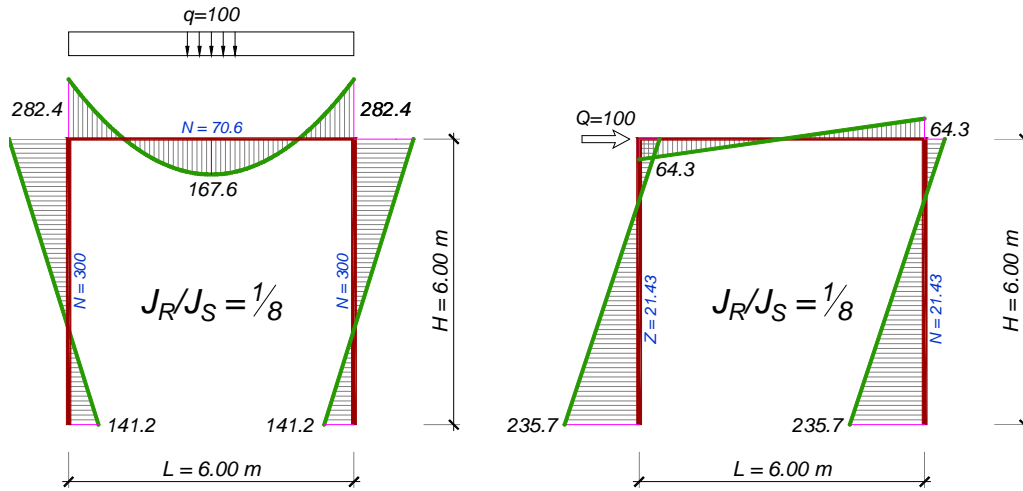 q=100
282.4
282.4
N = 70.6
167.6
N = 300
J_R/J_S = 1/8
N = 300
H = 6.00 m
141.2
141.2
L = 6.00 m
Q=100
64.3
64.3
Z = 21.43
J_R/J_S = 1/8
N = 21.43
H = 6.00 m
235.7
235.7
L = 6.00 m